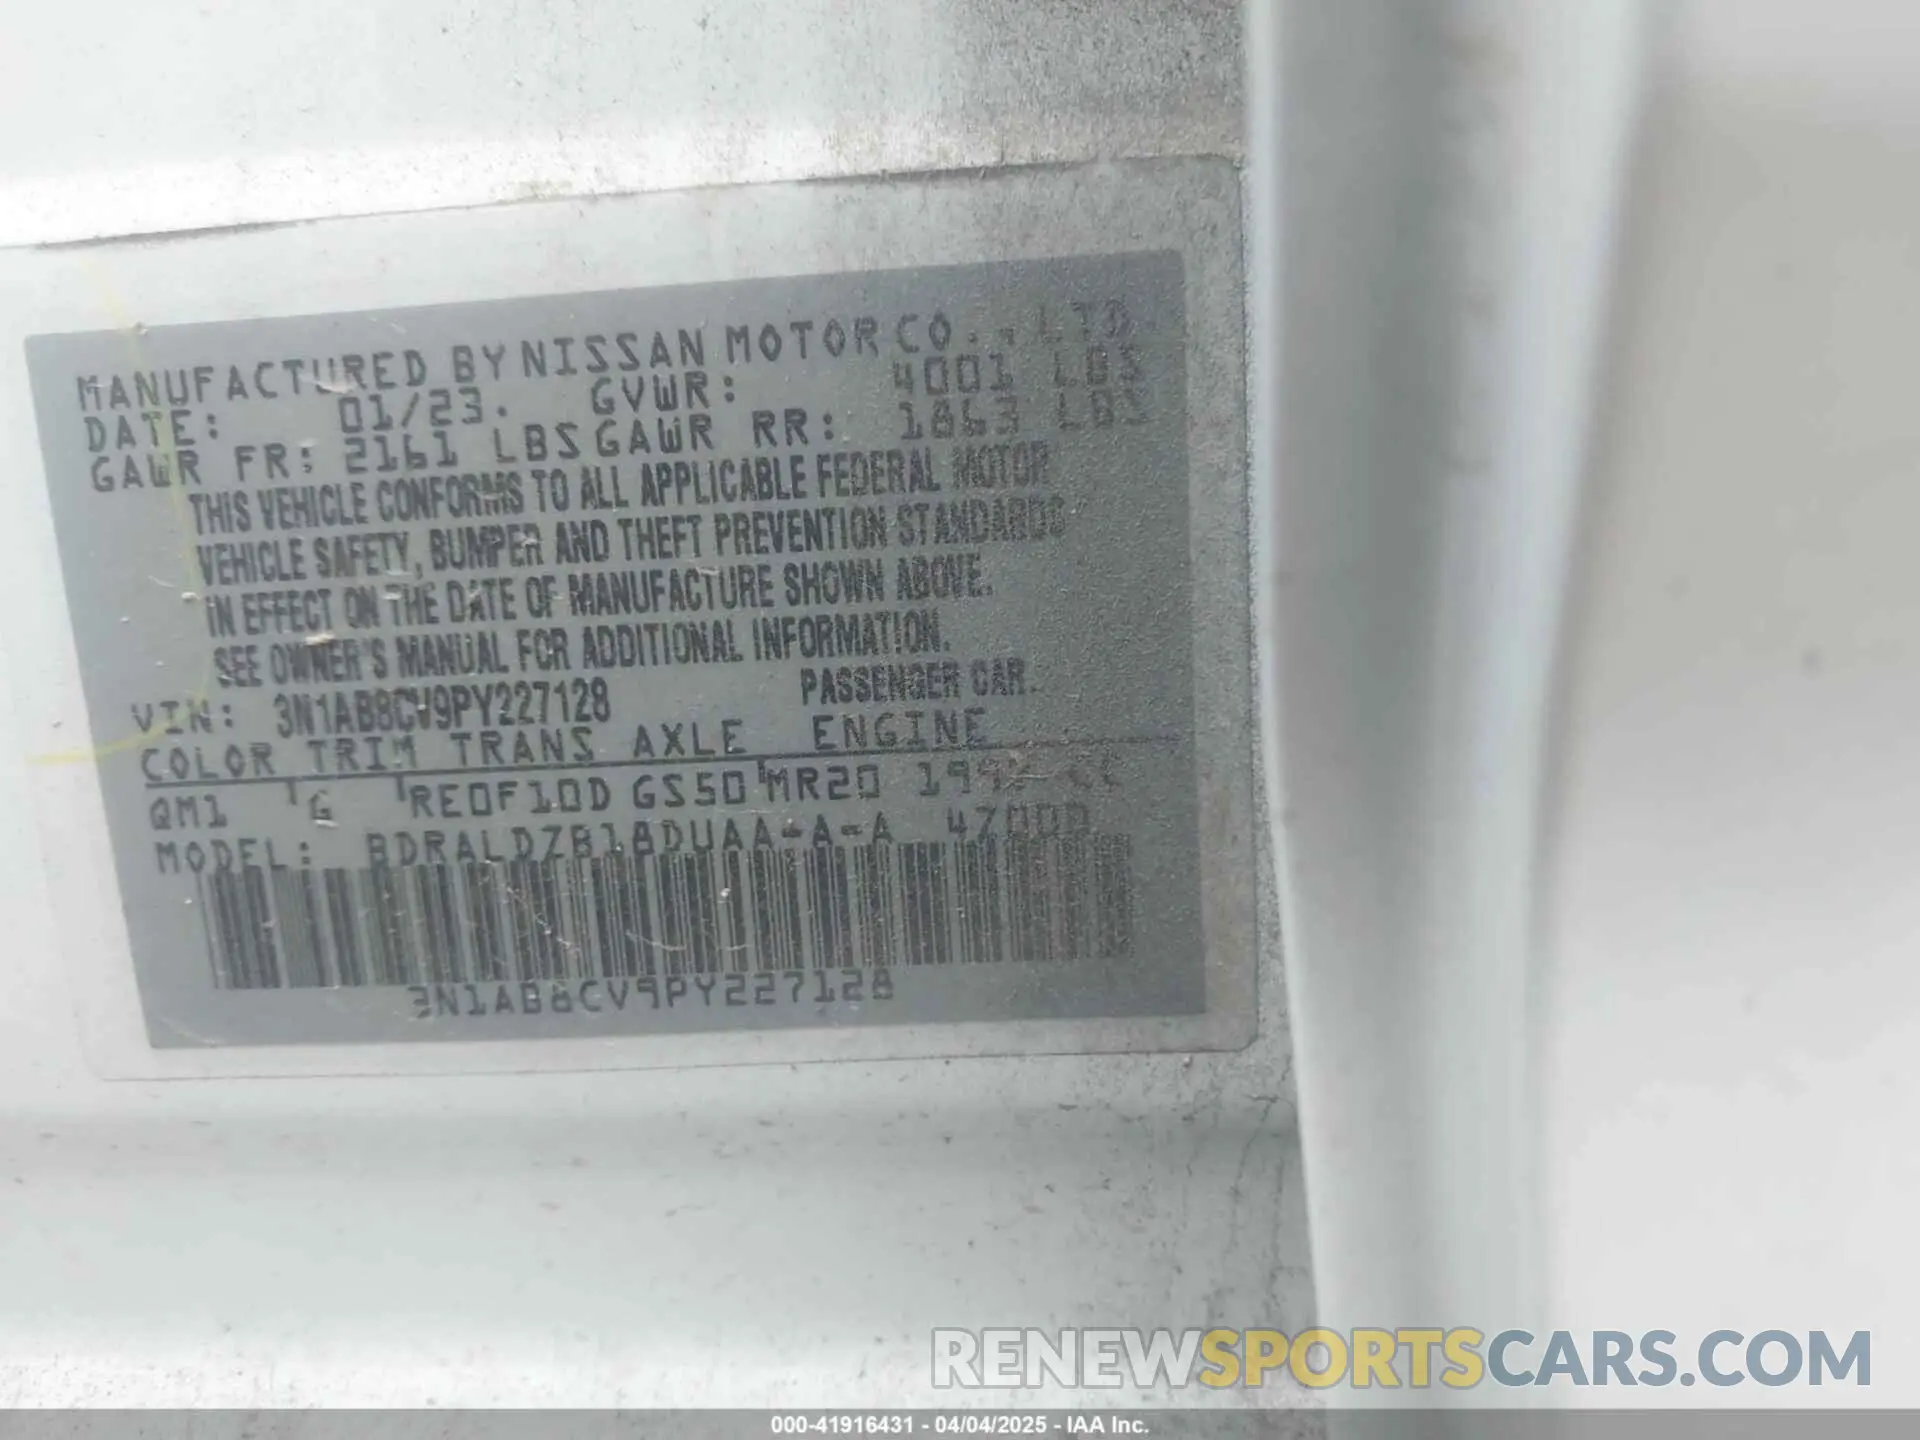 MANUFACTURED BY NISSAN MOTOR CO., LTD.
DATE: 01/23. GVWR: 4001 LBS
GAWR FR: 2161 LBS GAWR RR: 1863 LBS
THIS VEHICLE CONFORMS TO ALL APPLICABLE FEDERAL MOTOR
VEHICLE SAFETY, BUMPER AND THEFT PREVENTION STANDARDS
IN EFFECT ON THE DATE OF MANUFACTURE SHOWN ABOVE.
SEE OWNER'S MANUAL FOR ADDITIONAL INFORMATION.
VIN: 3N1AB8CV9PY227128 PASSENGER CAR.
COLOR TRIM TRANS AXLE ENGINE
QM1 G RE0F10D GS50 MR20 CC
MODEL: BDRALDZB18DUAA-A-A
3N1AB8CV9PY227128
RENEWSPORTSCARS.COM
000-41916431 - 04/04/2025 - IAA Inc.